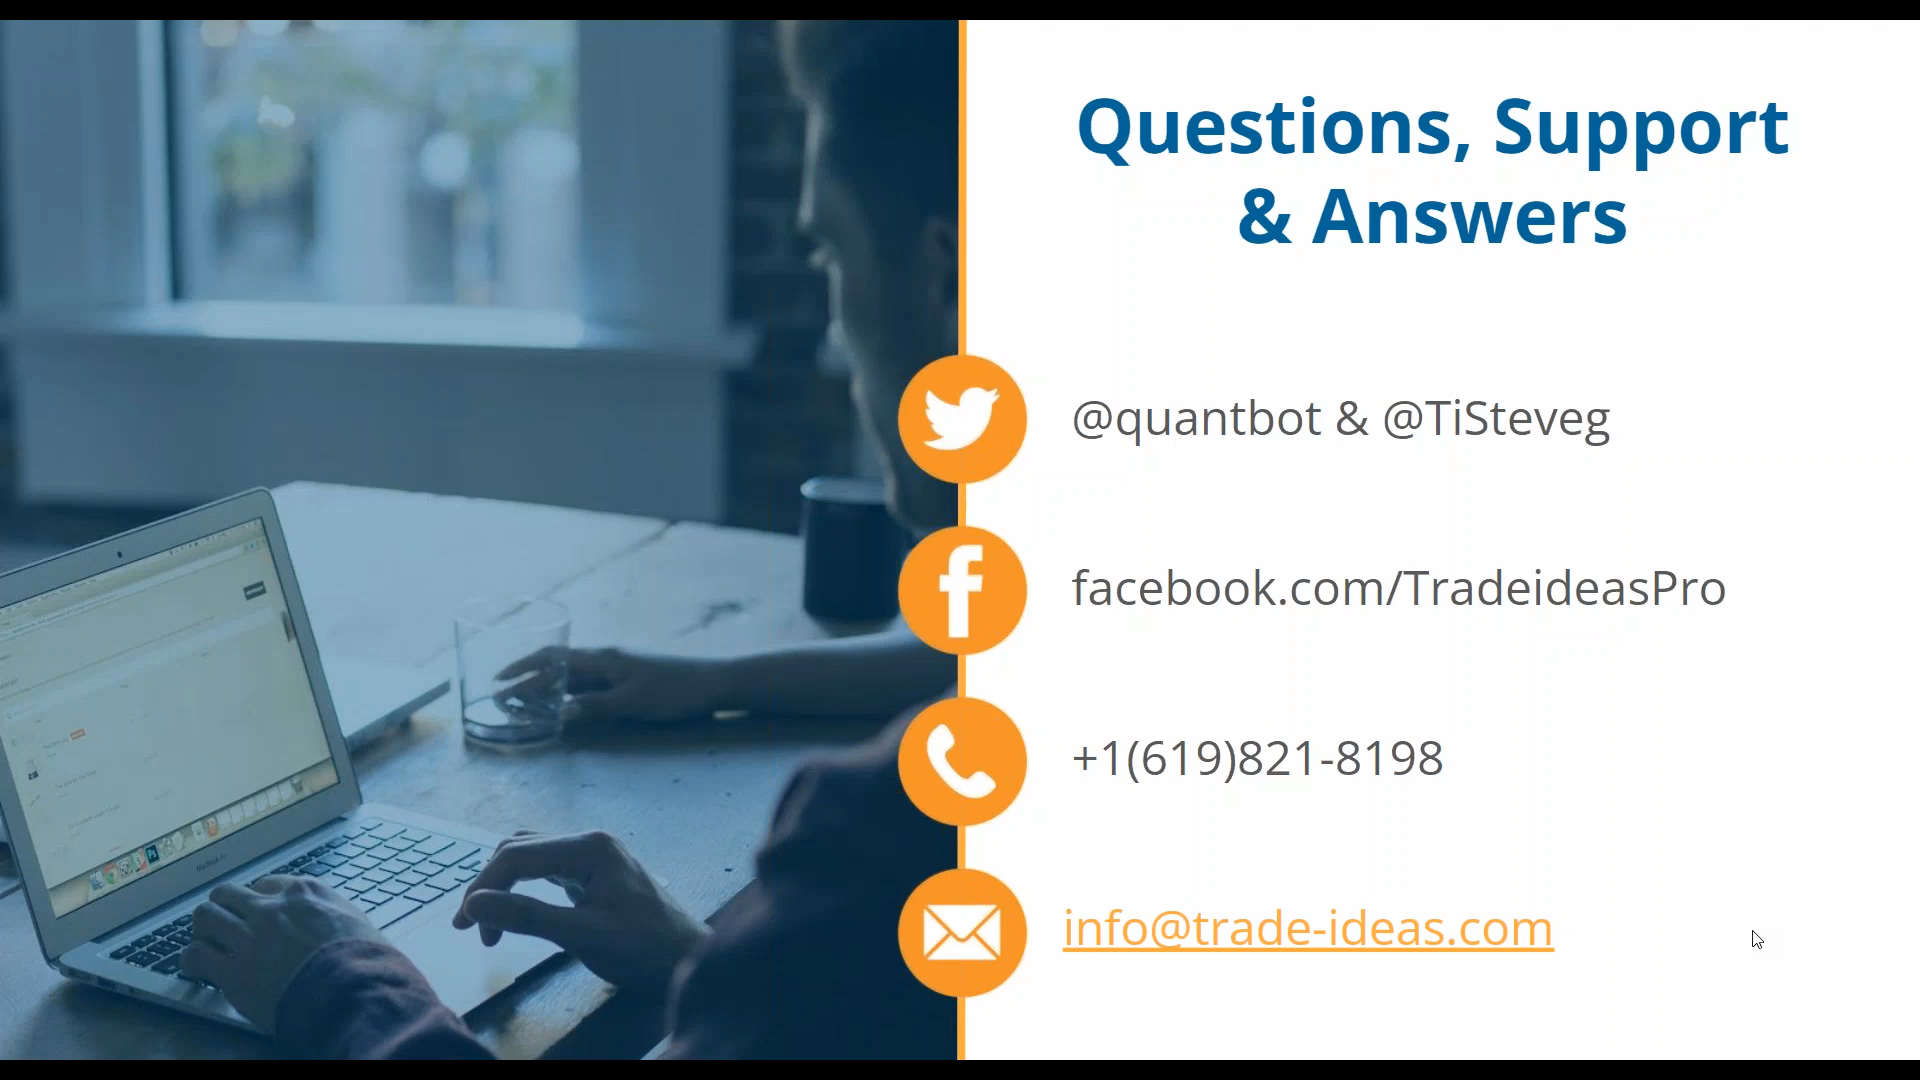 Questions, Support
& Answers
@quantbot & @TiSteveg
facebook.com/TradeideasPro
+1(619)821-8198
info@trade-ideas.com